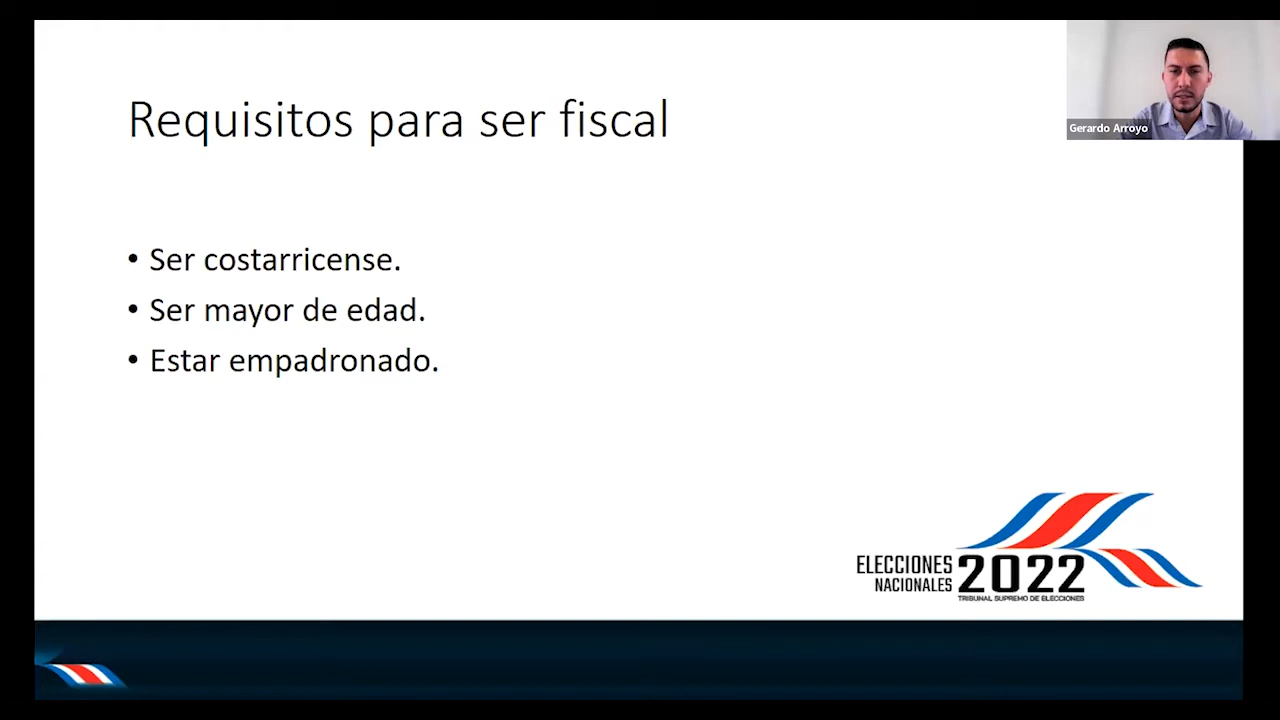 Requisitos para ser fiscal
Gerardo Arroyo
• Ser costarricense.
• Ser mayor de edad.
• Estar empadronado.
ELECCIONES
NACIONALES
2022
TRIBUNAL SUPREMO DE ELECCIONES